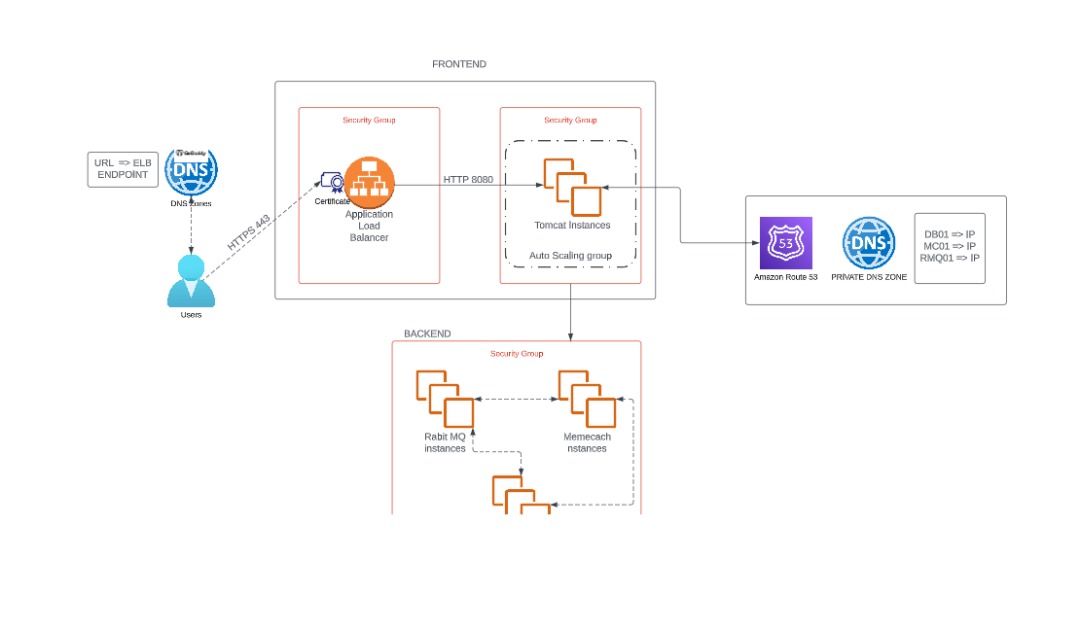 FRONTEND
Security Group
Security Group
URL => ELB
ENDPOINT
GoDaddy
DNS
DNS zones
HTTPS 443
Users
Certificate
Application
Load
Balancer
HTTP 8080
Tomcat Instances
Auto Scaling group
53
Amazon Route 53
DNS
PRIVATE DNS ZONE
DB01 => IP
MC01 => IP
RMQ01 => IP
BACKEND
Security Group
Rabit MQ
instances
Memecach
nstances